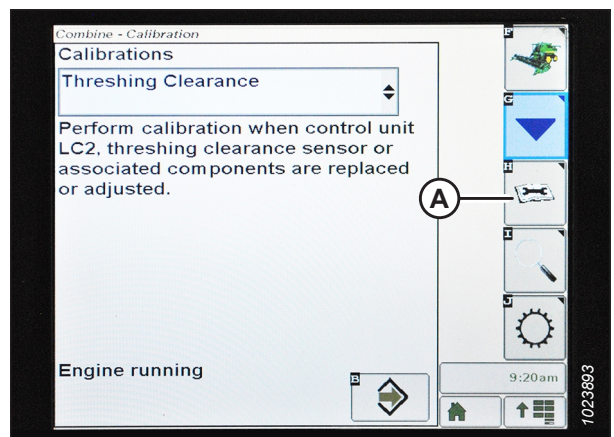 Combine - Calibration
Calibrations
Threshing Clearance
Perform calibration when control unit
LC2, threshing clearance sensor or
associated components are replaced
or adjusted.
Engine running
B
F
G
H
A
I
J
9:20am
1023893